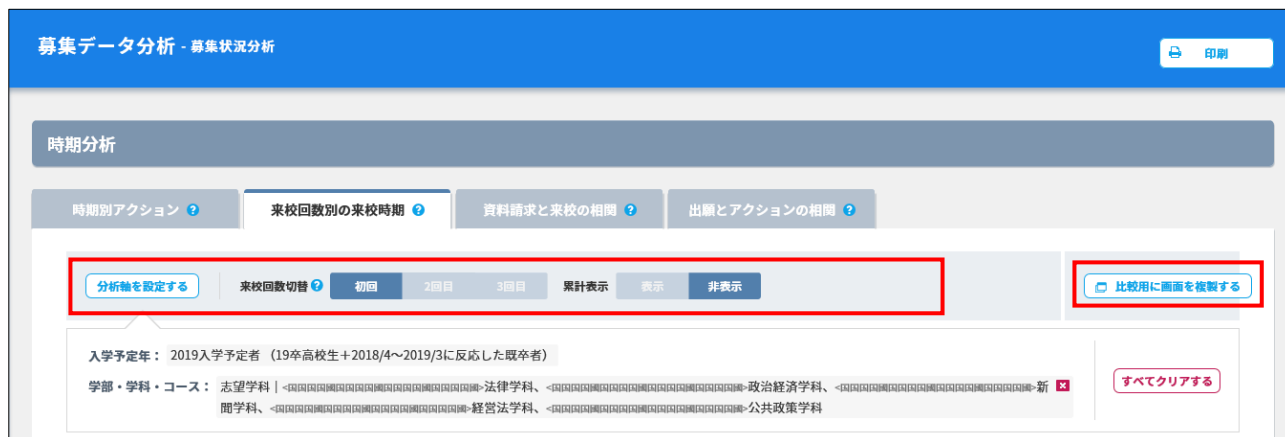 募集データ分析 - 募集状況分析
印刷
時期分析
時期別アクション ?
来校回数別の来校時期 ?
資料請求と来校の相関 ?
出願とアクションの相関 ?
分析軸を設定する
来校回数切替 ?
初回
2回目
3回目
累計表示
表示
非表示
比較用に画面を複製する
入学予定年： 2019入学予定者 （19卒高校生＋2018/4～2019/3に反応した既卒者）
学部・学科・コース： 志望学科 | 法律学科、 政治経済学科、 新
聞学科、 経営法学科、 公共政策学科
すべてクリアする